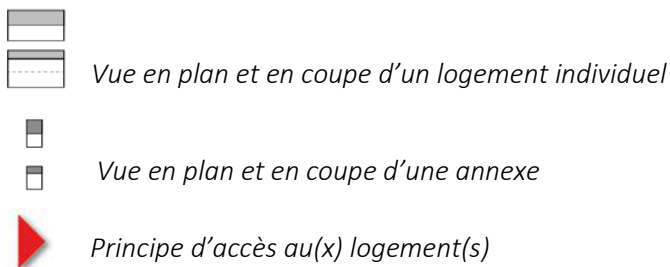 Vue en plan et en coupe d’un logement individuel
Vue en plan et en coupe d’une annexe
Principe d’accès au(x) logement(s)